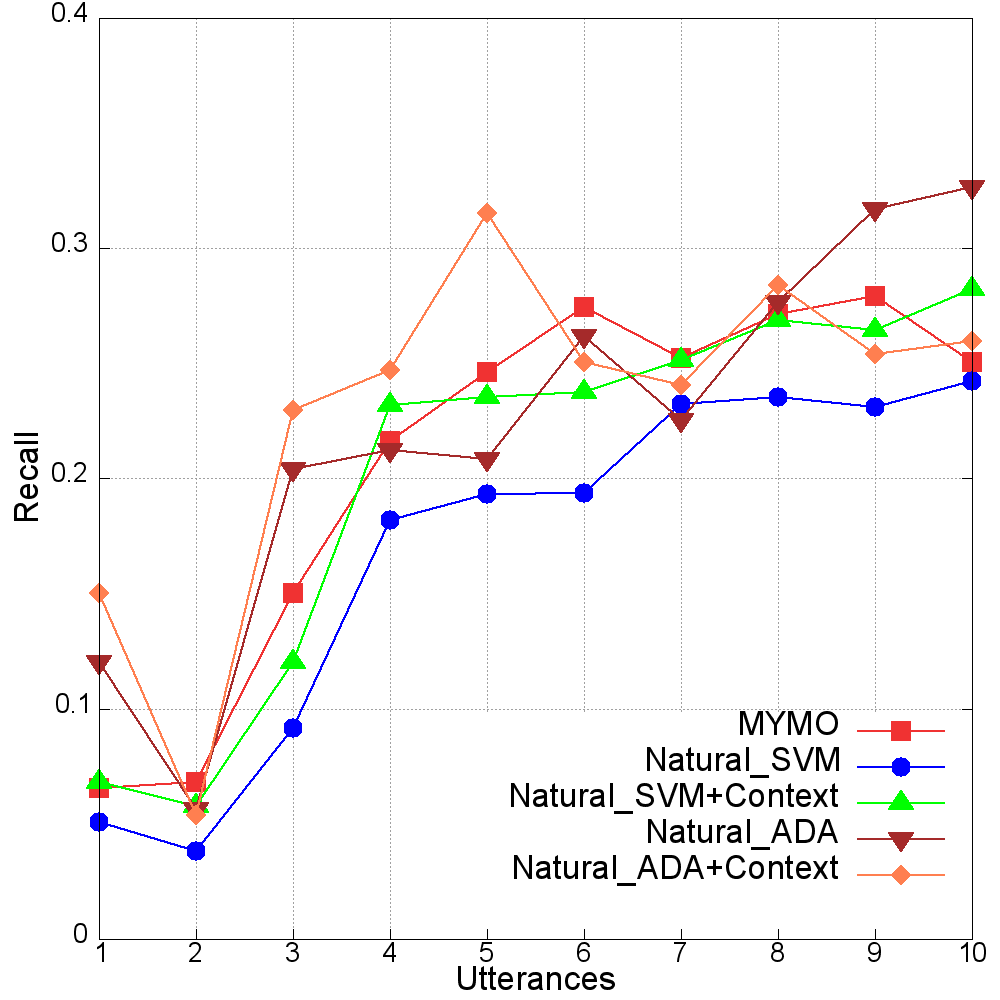 0.4
0.3
0.2
0.1
0
Recall
1 2 3 4 5 6 7 8 9 10
Utterances
MYMO
Natural_SVM
Natural_SVM+Context
Natural_ADA
Natural_ADA+Context